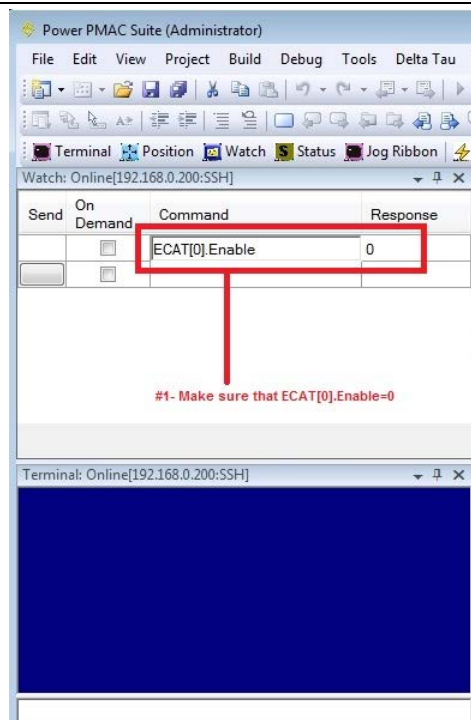 Power PMAC Suite (Administrator)
File Edit View Project Build Debug Tools Delta Tau
Terminal Position Watch S Status Jog Ribbon
Watch: Online[192.168.0.200:SSH]
Send On Demand Command Response
ECAT[0].Enable 0
#1- Make sure that ECAT[0].Enable=0
Terminal: Online[192.168.0.200:SSH]